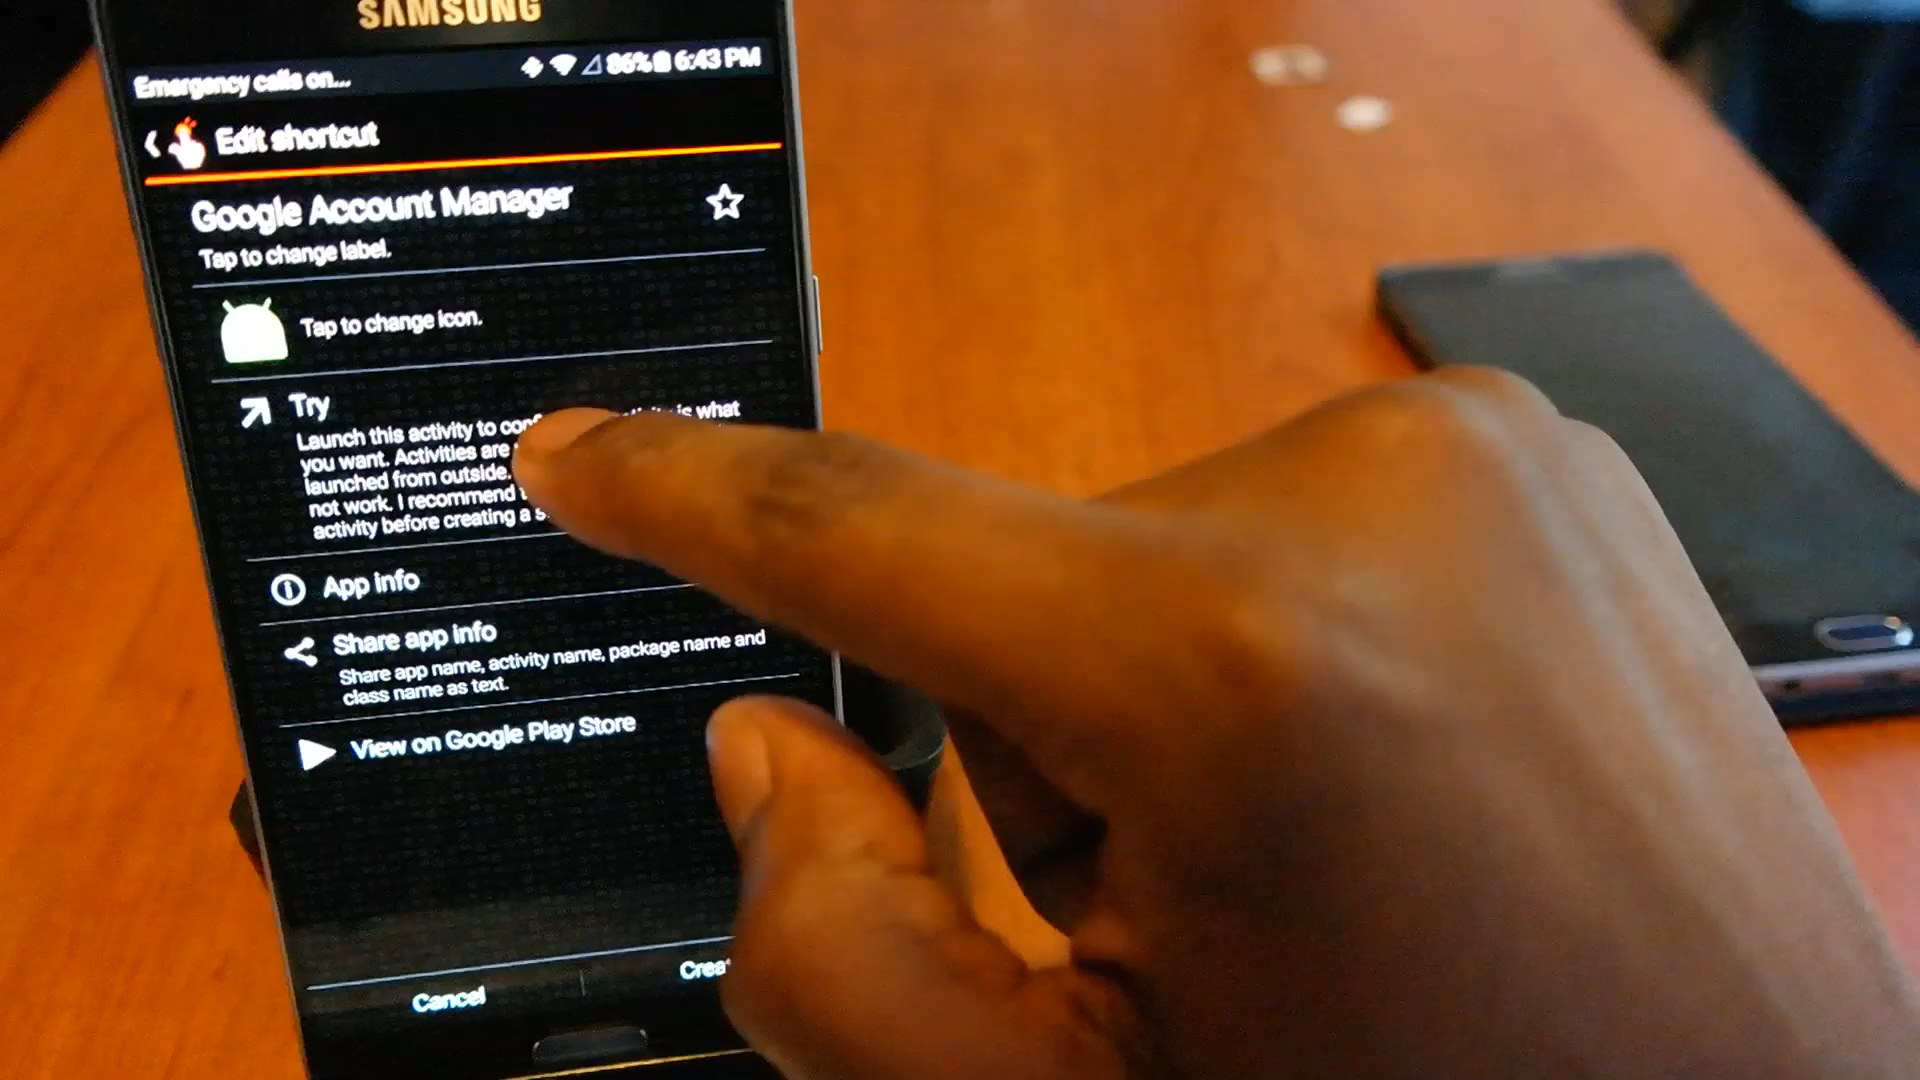 SAMSUNG
Emergency calls on... 86% 6:43 PM
Edit shortcut
Google Account Manager
Tap to change label.
Tap to change icon.
Try
Launch this activity to is what
you want. Activities are
launched from outside.
not work. I recommend
activity before creating a
App info
Share app info
Share app name, activity name, package name and
class name as text.
View on Google Play Store
Cancel